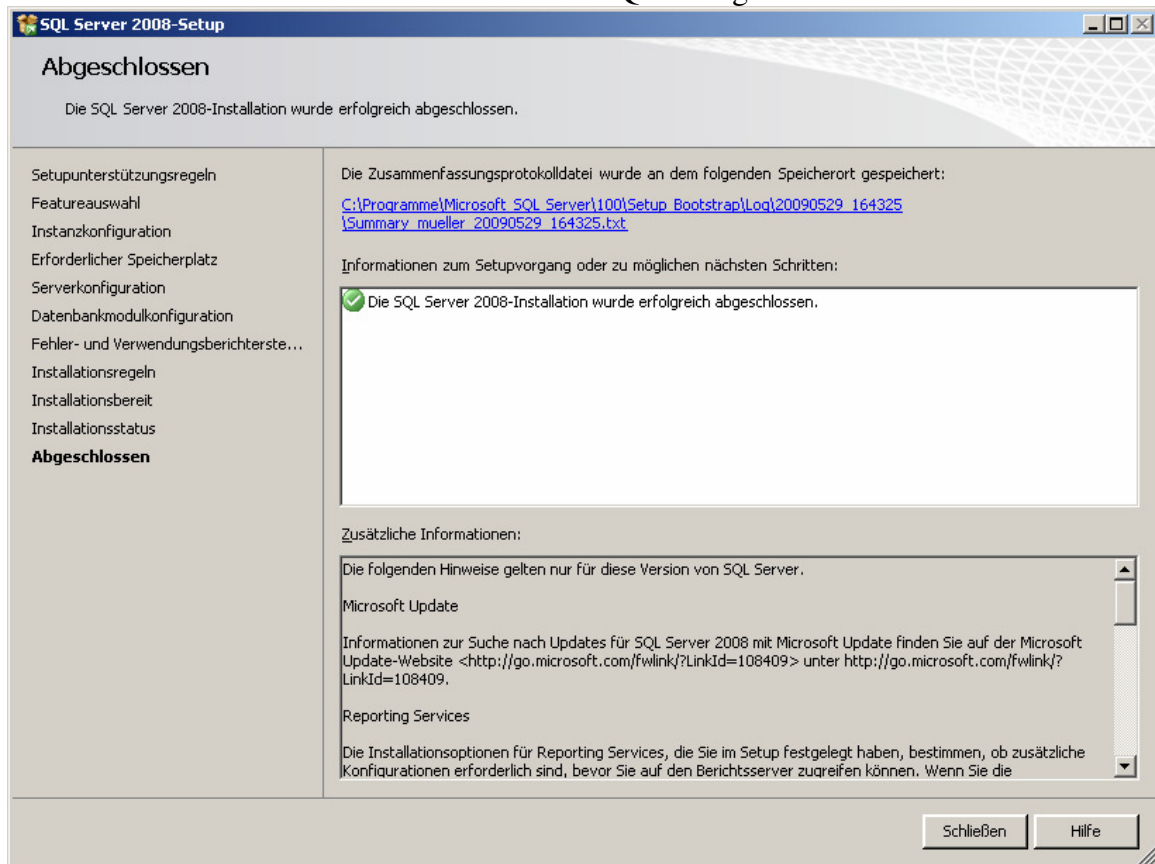 SQL Server 2008-Setup
Abgeschlossen
Die SQL Server 2008-Installation wurde erfolgreich abgeschlossen.
Setupunterstützungsregeln
Featureauswahl
Instanzkonfiguration
Erforderlicher Speicherplatz
Serverkonfiguration
Datenbankmodulkonfiguration
Fehler- und Verwendungsberichterste...
Installationsregeln
Installationsbereit
Installationsstatus
Abgeschlossen
Die Zusammenfassungsprotokolldatei wurde an dem folgenden Speicherort gespeichert:
C:\Programme\Microsoft SQL Server\100\Setup Bootstrap\Log\20090529_164325
\Summary_mueller_20090529_164325.txt
Informationen zum Setupvorgang oder zu möglichen nächsten Schritten:
Die SQL Server 2008-Installation wurde erfolgreich abgeschlossen.
Zusätzliche Informationen:
Die folgenden Hinweise gelten nur für diese Version von SQL Server.
Microsoft Update
Informationen zur Suche nach Updates für SQL Server 2008 mit Microsoft Update finden Sie auf der Microsoft
Update-Website <http://go.microsoft.com/fwlink/?LinkId=108409> unter http://go.microsoft.com/fwlink/?
LinkId=108409.
Reporting Services
Die Installationsoptionen für Reporting Services, die Sie im Setup festgelegt haben, bestimmen, ob zusätzliche
Konfigurationen erforderlich sind, bevor Sie auf den Berichtsserver zugreifen können. Wenn Sie die
Schließen
Hilfe